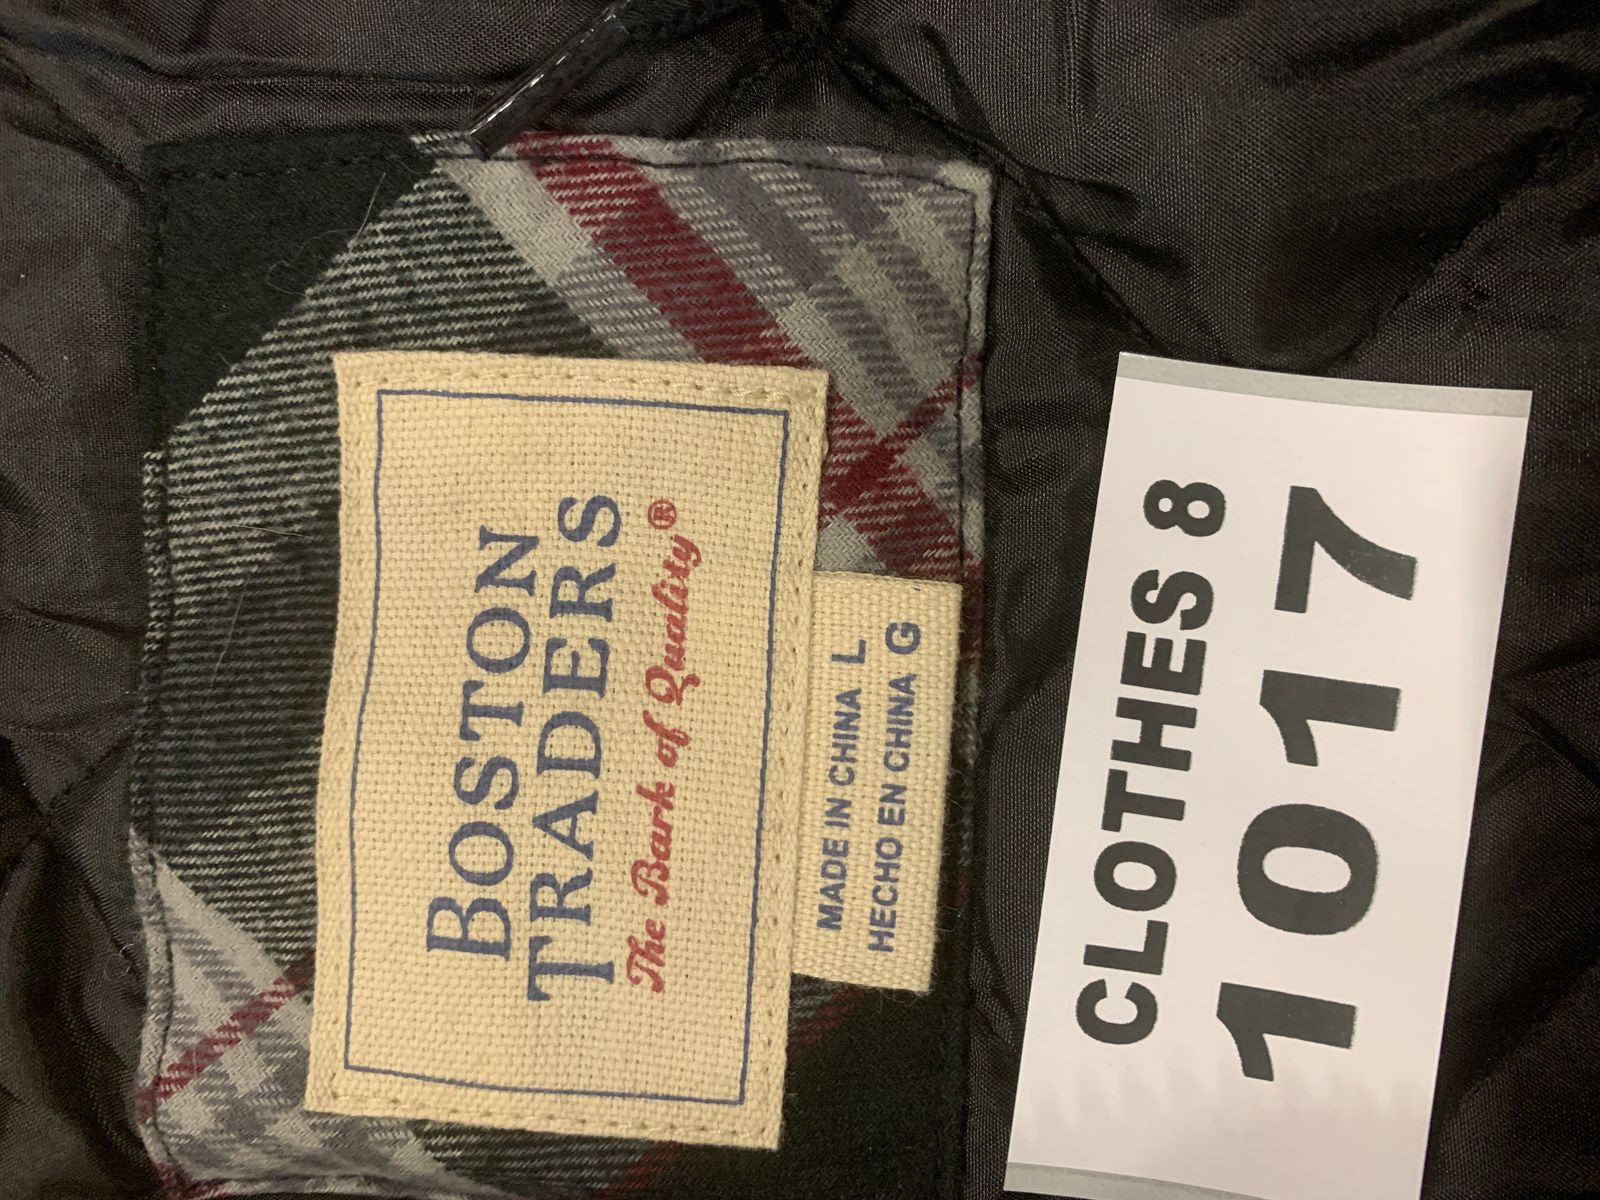 BOSTON
TRADERS
The Bark of Quality®
MADE IN CHINA L
HECHO EN CHINA G
CLOTHES 8
1017